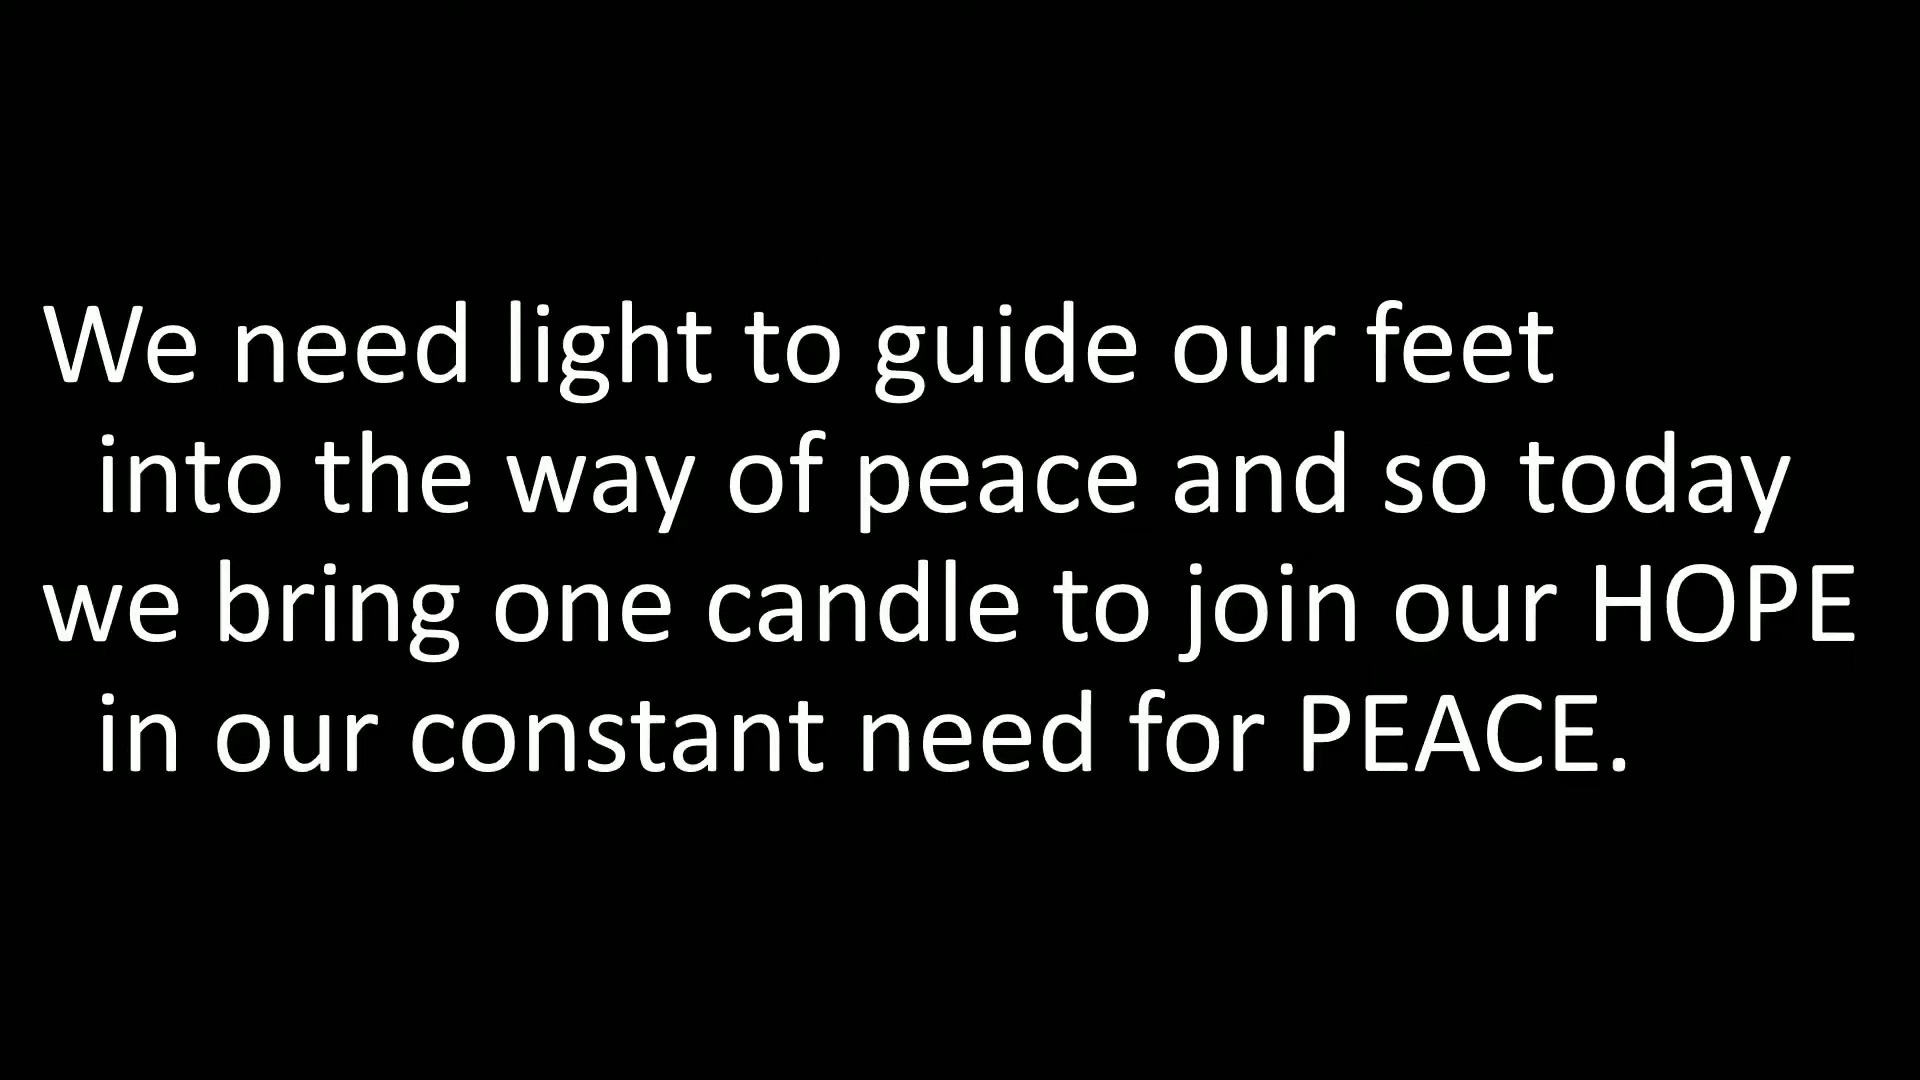 We need light to guide our feet
into the way of peace and so today
we bring one candle to join our HOPE
in our constant need for PEACE.